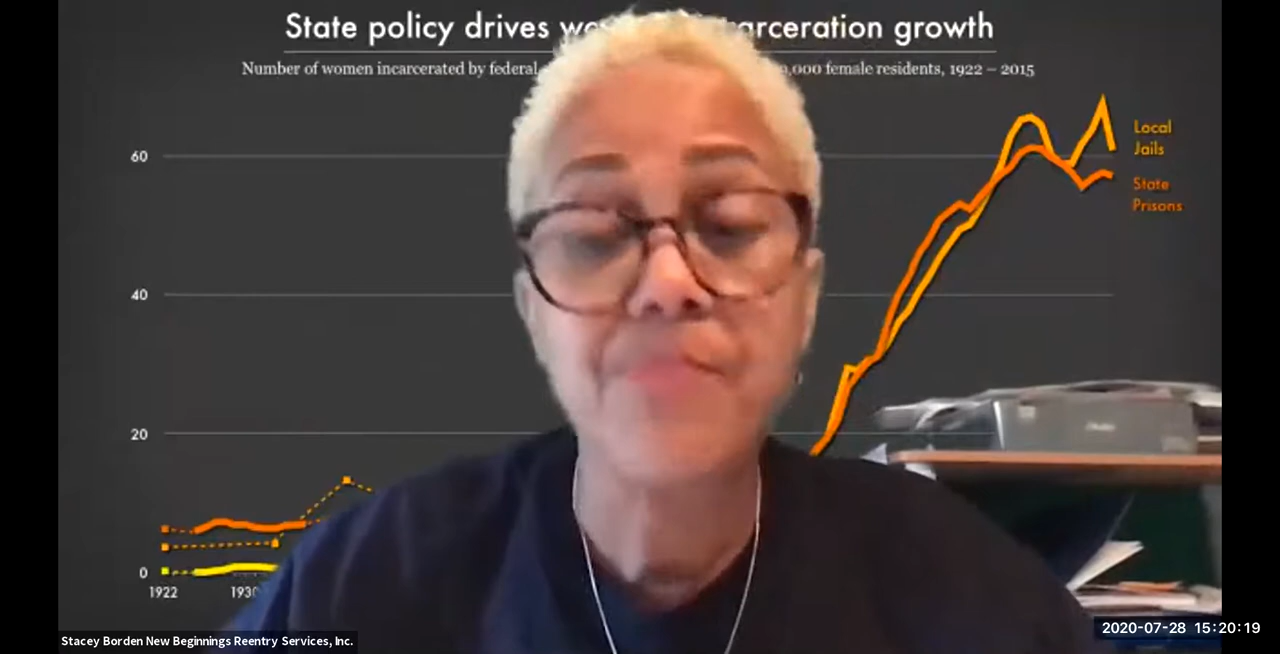 State policy drives wo arceration growth
Number of women incarcerated by federal ,000 female residents, 1922 – 2015
60
Local
Jails
State
Prisons
40
20
0
1922 1930
Stacey Borden New Beginnings Reentry Services, Inc.
2020-07-28 15:20:19